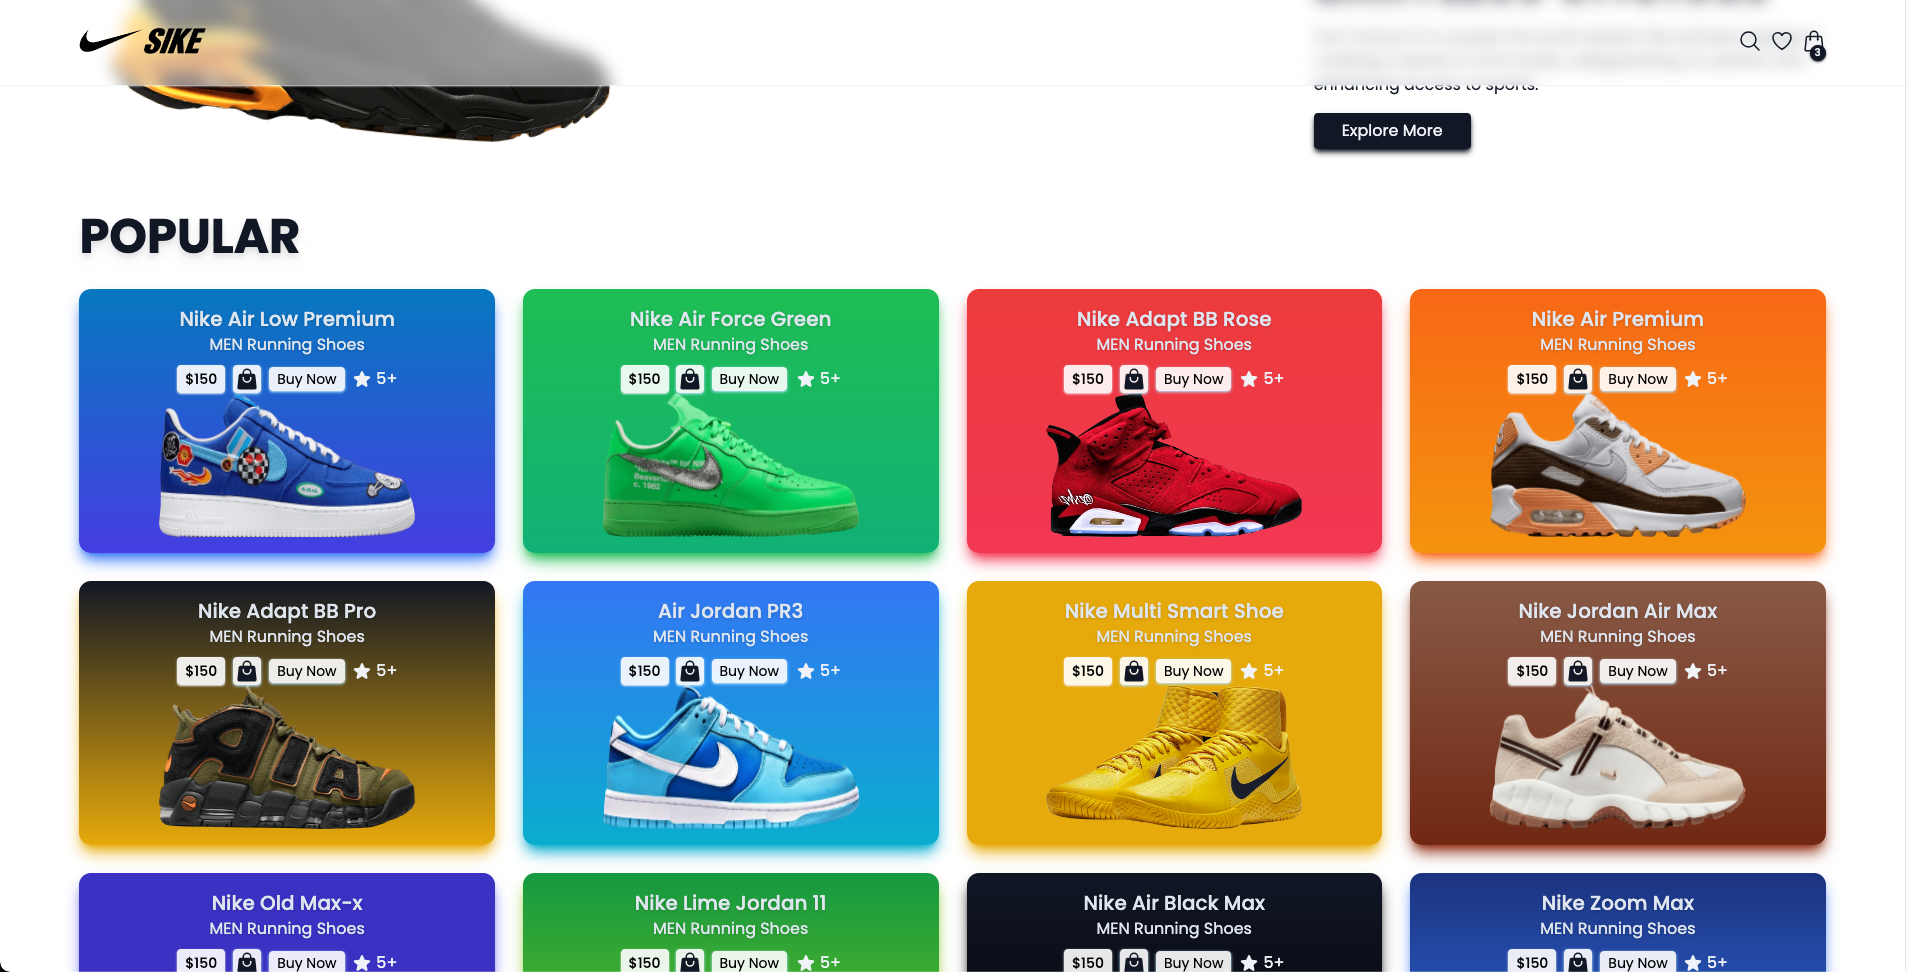 SIKE
3
enhancing access to sports.
Explore More
POPULAR
Nike Air Low Premium
MEN Running Shoes
$150 Buy Now 5+
Nike Air Force Green
MEN Running Shoes
$150 Buy Now 5+
Beaverton
c. 1982
Nike Adapt BB Rose
MEN Running Shoes
$150 Buy Now 5+
Nike Air Premium
MEN Running Shoes
$150 Buy Now 5+
Nike Adapt BB Pro
MEN Running Shoes
$150 Buy Now 5+
Air Jordan PR3
MEN Running Shoes
$150 Buy Now 5+
Nike Multi Smart Shoe
MEN Running Shoes
$150 Buy Now 5+
Nike Jordan Air Max
MEN Running Shoes
$150 Buy Now 5+
Nike Old Max-x
MEN Running Shoes
$150 Buy Now 5+
Nike Lime Jordan 11
MEN Running Shoes
$150 Buy Now 5+
Nike Air Black Max
MEN Running Shoes
$150 Buy Now 5+
Nike Zoom Max
MEN Running Shoes
$150 Buy Now 5+